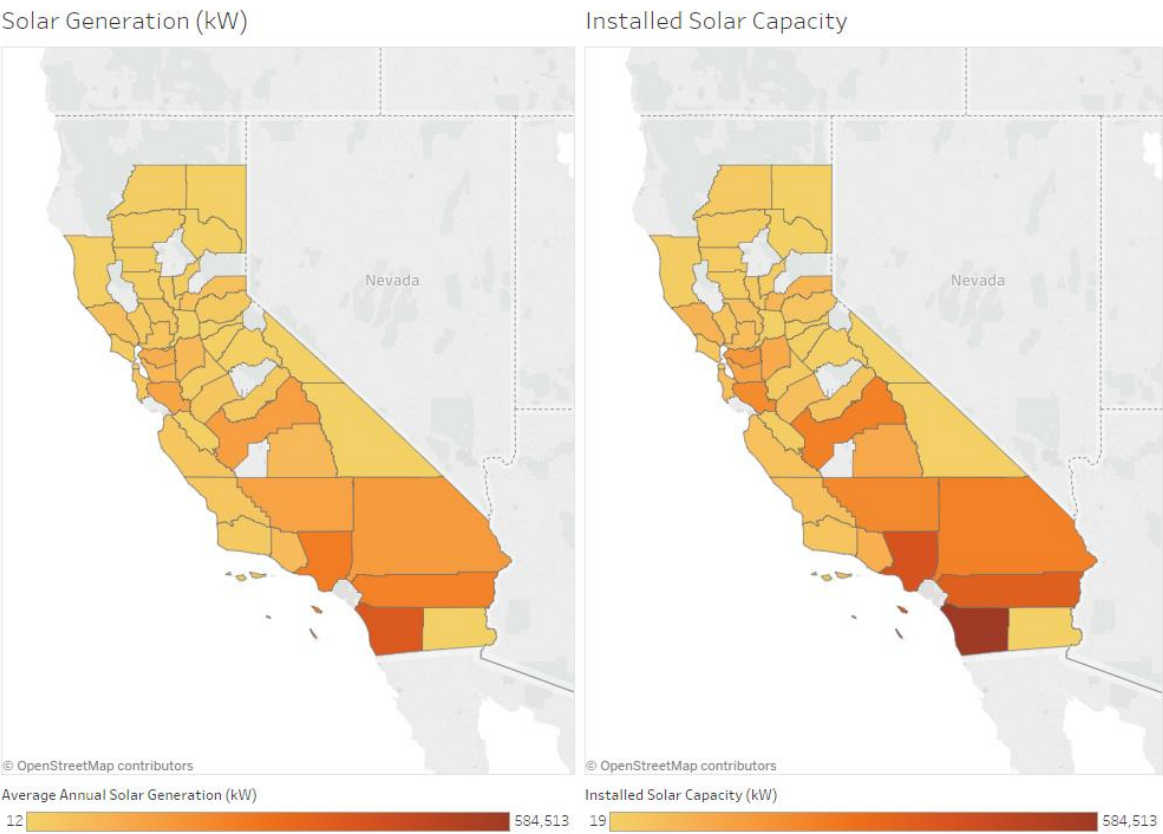 Solar Generation (kW)
Installed Solar Capacity
Nevada
Nevada
© OpenStreetMap contributors
© OpenStreetMap contributors
Average Annual Solar Generation (kW)
Installed Solar Capacity (kW)
12
584,513
19
584,513